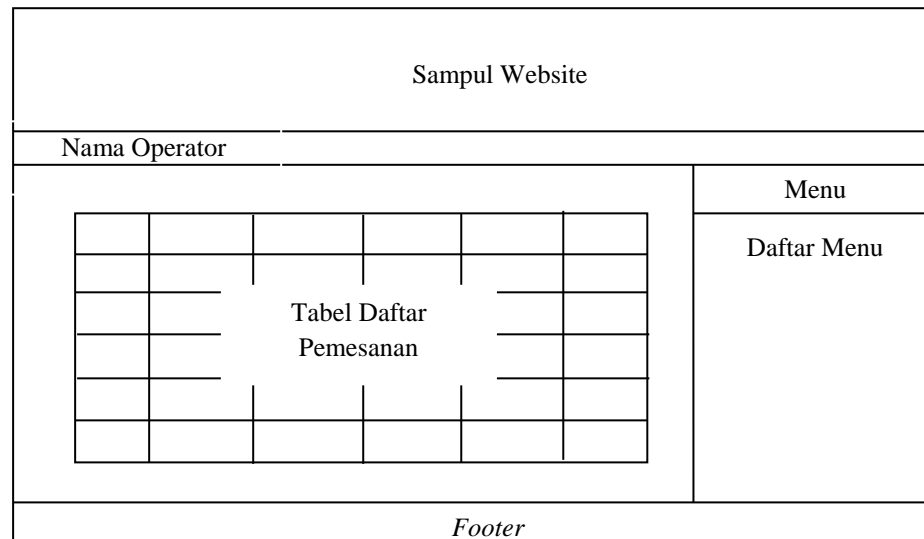 Sampul Website
Nama Operator
Menu
Daftar Menu
Tabel Daftar
Pemesanan
Footer